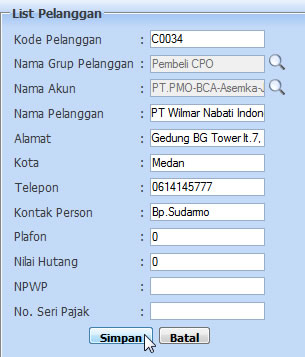 List Pelanggan
Kode Pelanggan : C0034
Nama Grup Pelanggan : Pembeli CPO
Nama Akun : PT.PMO-BCA-Asemka-
Nama Pelanggan : PT Wilmar Nabati Indon
Alamat : Gedung BG Tower lt.7,
Kota : Medan
Telepon : 0614145777
Kontak Person : Bp.Sudarmo
Plafon : 0
Nilai Hutang : 0
NPWP :
No. Seri Pajak :
Simpan Batal